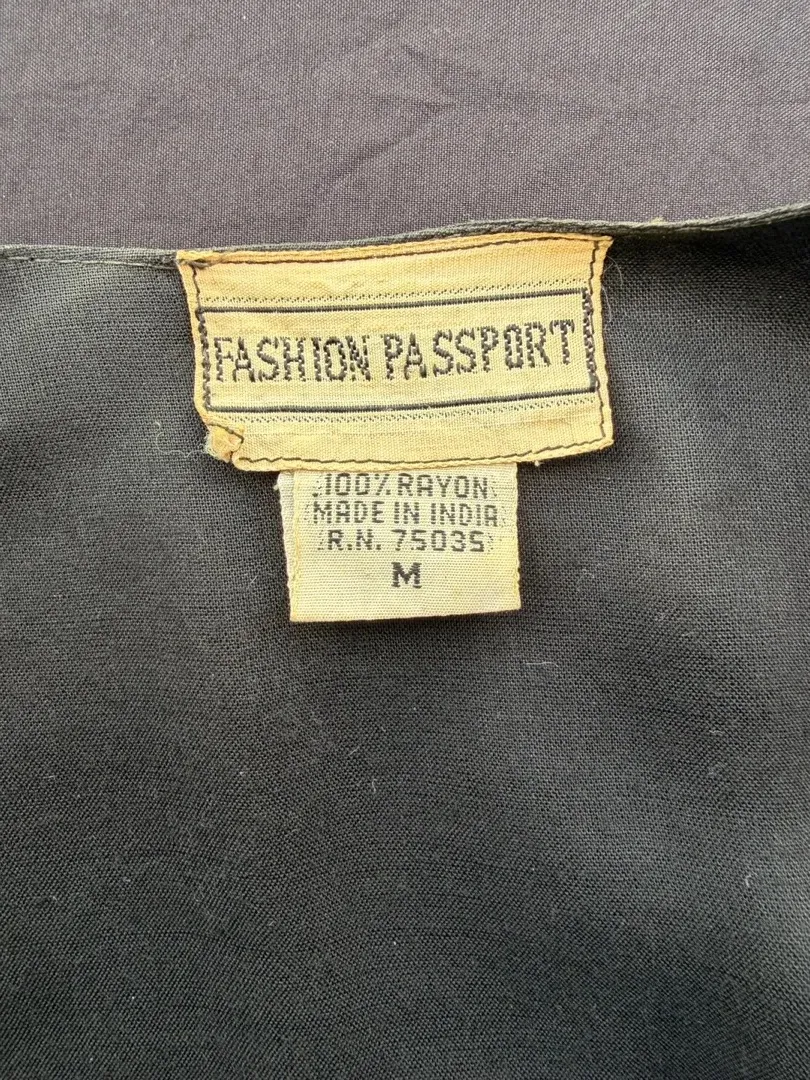 FASHION PASSPORT
100% RAYON
MADE IN INDIA
R.N. 75035
M